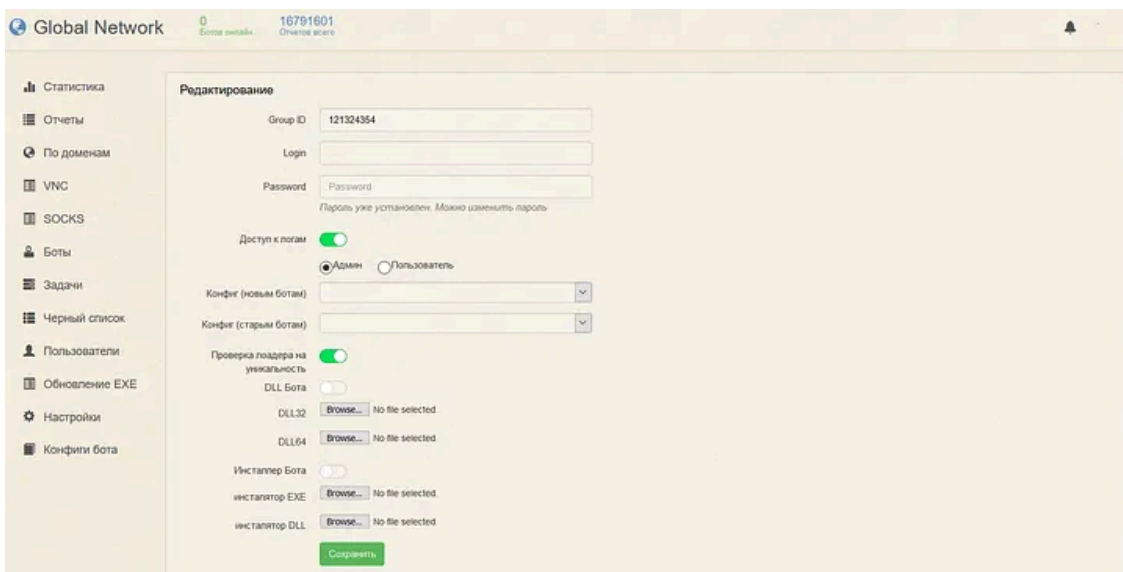 Global Network
0
Ботов онлайн
16791601
Отчетов всего
Статистика
Отчеты
По доменам
VNC
SOCKS
Боты
Задачи
Черный список
Пользователи
Обновление EXE
Настройки
Конфиги бота
Редактирование
Group ID 121324354
Login
Password Password
Пароль уже установлен. Можно изменить пароль
Доступ к логам
Админ Пользователь
Конфиг (новым ботам)
Конфиг (старым ботам)
Проверка лоадера на
уникальность
DLL Бота
DLL32 Browse... No file selected.
DLL64 Browse... No file selected.
Инсталлер Бота
инсталятор EXE Browse... No file selected.
инсталятор DLL Browse... No file selected.
Сохранить